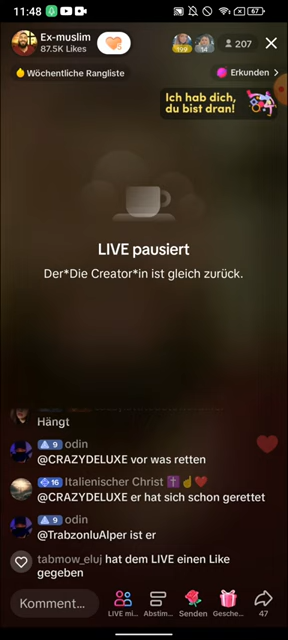 11:48
67
Ex-muslim
87.5K Likes
199
14
207
Wöchentliche Rangliste
Erkunden >
Ich hab dich,
du bist dran!
LIVE pausiert
Der*Die Creator*in ist gleich zurück.
Hängt
9 odin
@CRAZYDELUXE vor was retten
16 Italienischer Christ ✝️☝️❤️
@CRAZYDELUXE er hat sich schon gerettet
9 odin
@TrabzonluAlper ist er
tabmow_eluj hat dem LIVE einen Like
gegeben
Komment...
LIVE mi...
Abstim...
Senden
Gesche...
47